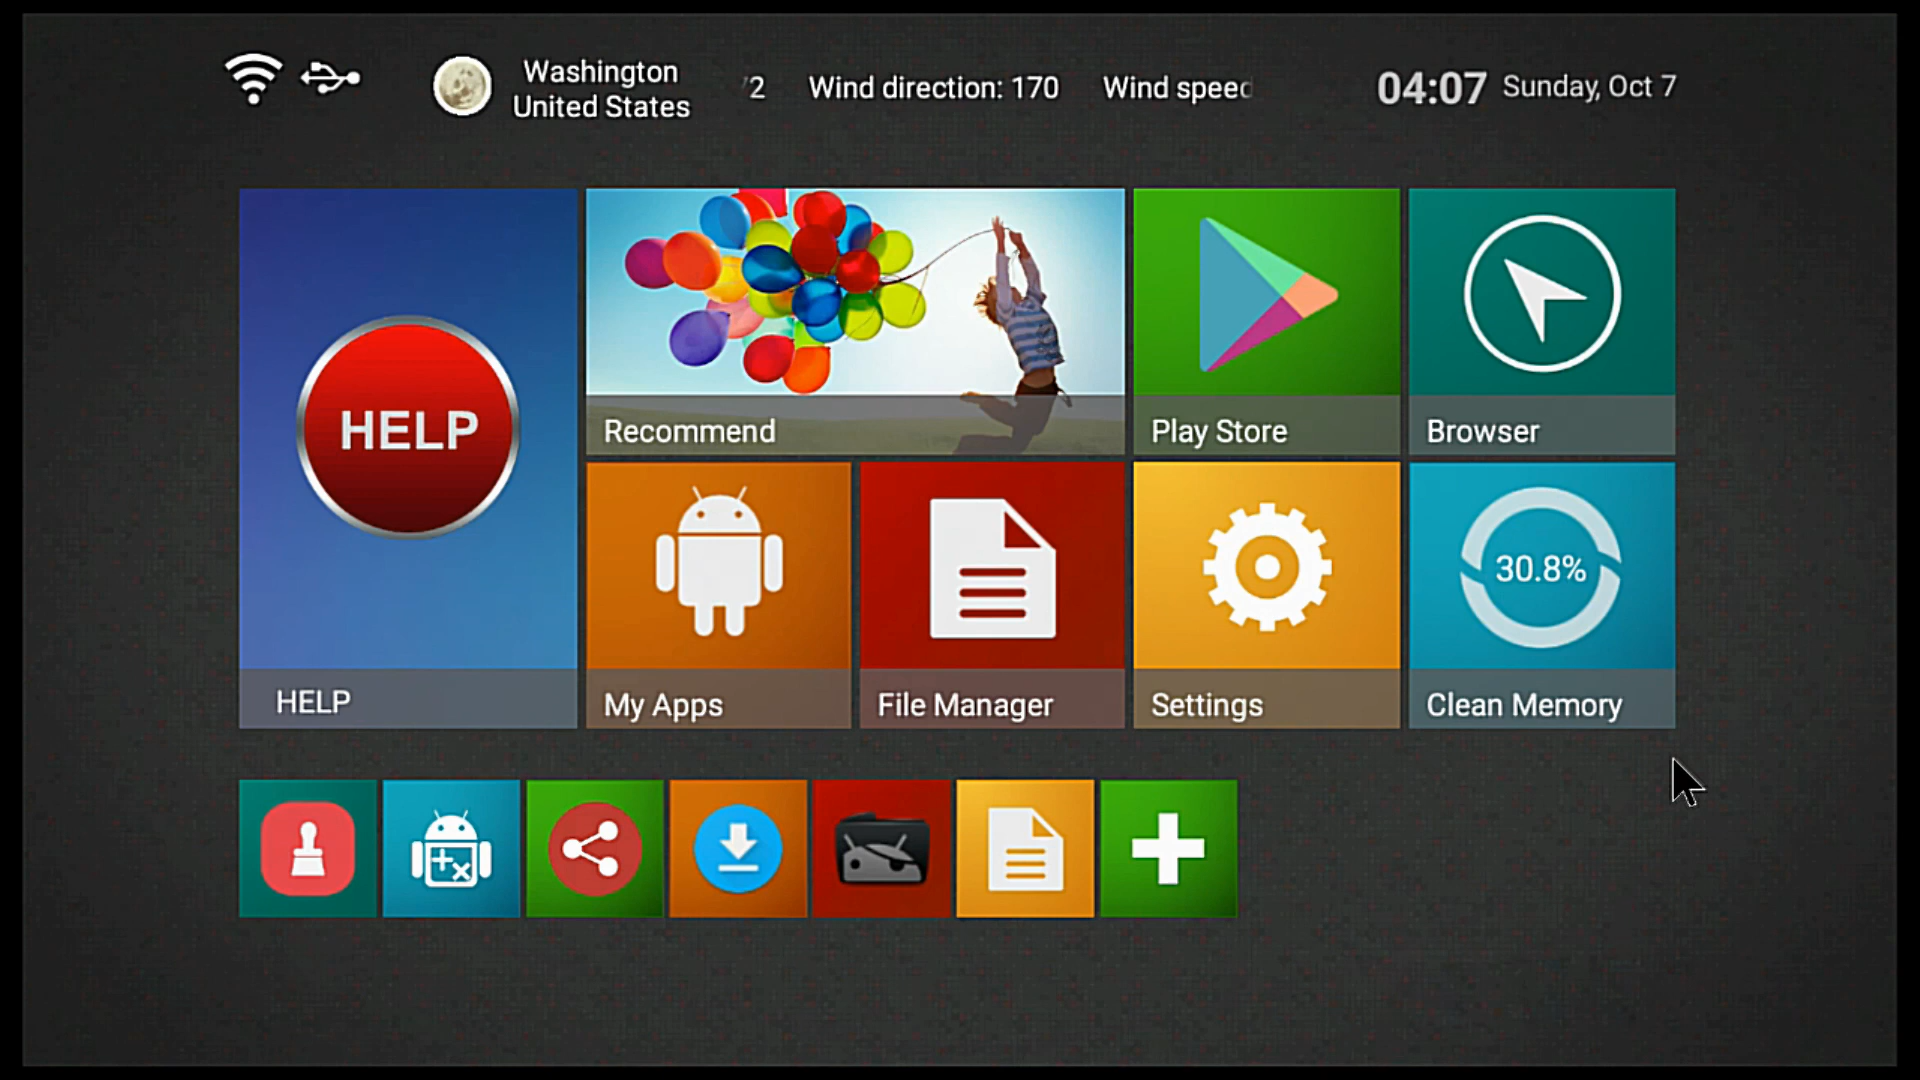 Washington
United States
2 Wind direction: 170 Wind speed
04:07 Sunday, Oct 7
HELP
Recommend
Play Store
Browser
30.8%
HELP
My Apps
File Manager
Settings
Clean Memory